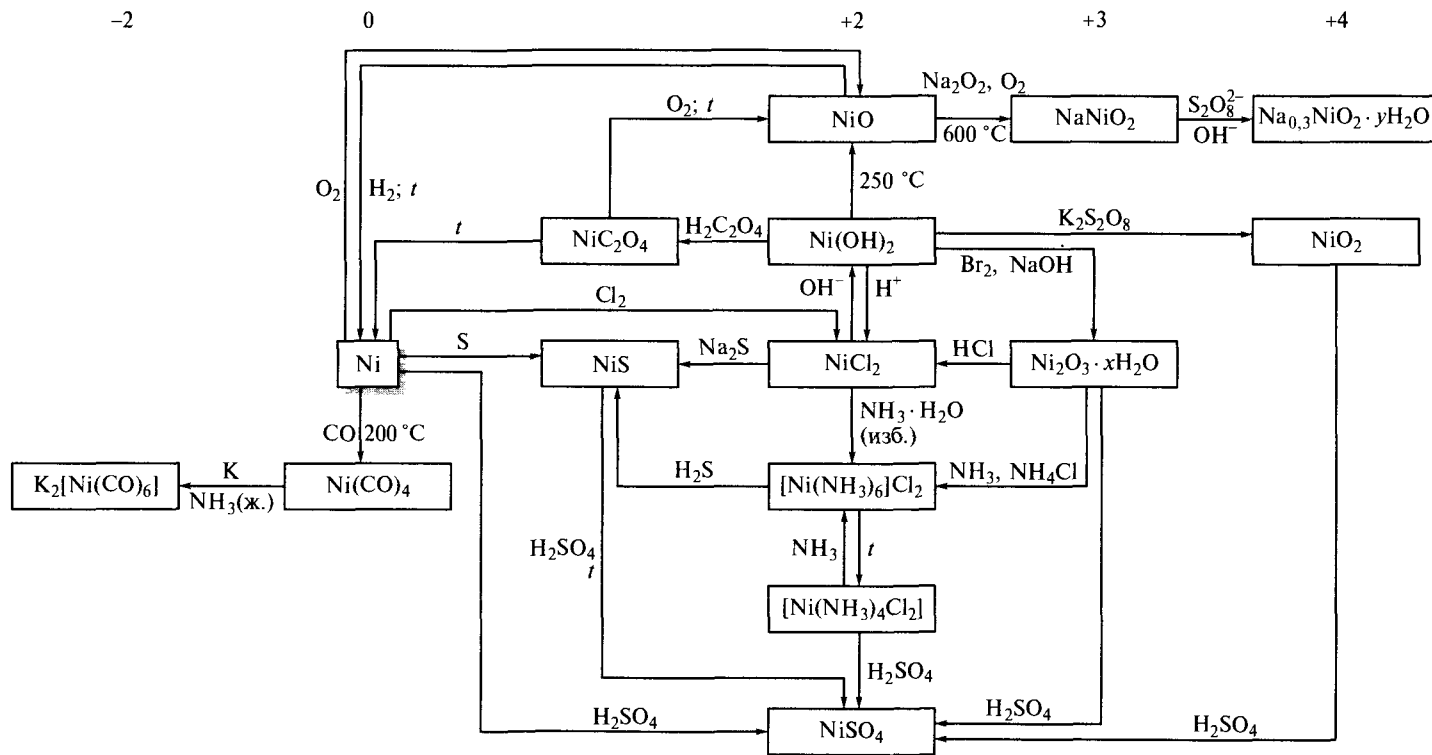 –2 0 +2 +3 +4
Na₂O₂, O₂
S₂O₈²⁻
O₂; t
NiO
NaNiO₂
Na₀,₃NiO₂ · yH₂O
600 °C
OH⁻
O₂
H₂; t
250 °C
t
NiC₂O₄
H₂C₂O₄
Ni(OH)₂
K₂S₂O₈
NiO₂
Br₂, NaOH
OH⁻
H⁺
Cl₂
Ni
S
NiS
Na₂S
NiCl₂
HCl
Ni₂O₃ · xH₂O
CO
200 °C
NH₃ · H₂O
(изб.)
K₂[Ni(CO)₆]
K
NH₃(ж.)
Ni(CO)₄
H₂S
[Ni(NH₃)₆]Cl₂
NH₃, NH₄Cl
H₂SO₄
t
NH₃
t
[Ni(NH₃)₄Cl₂]
H₂SO₄
H₂SO₄
NiSO₄
H₂SO₄
H₂SO₄